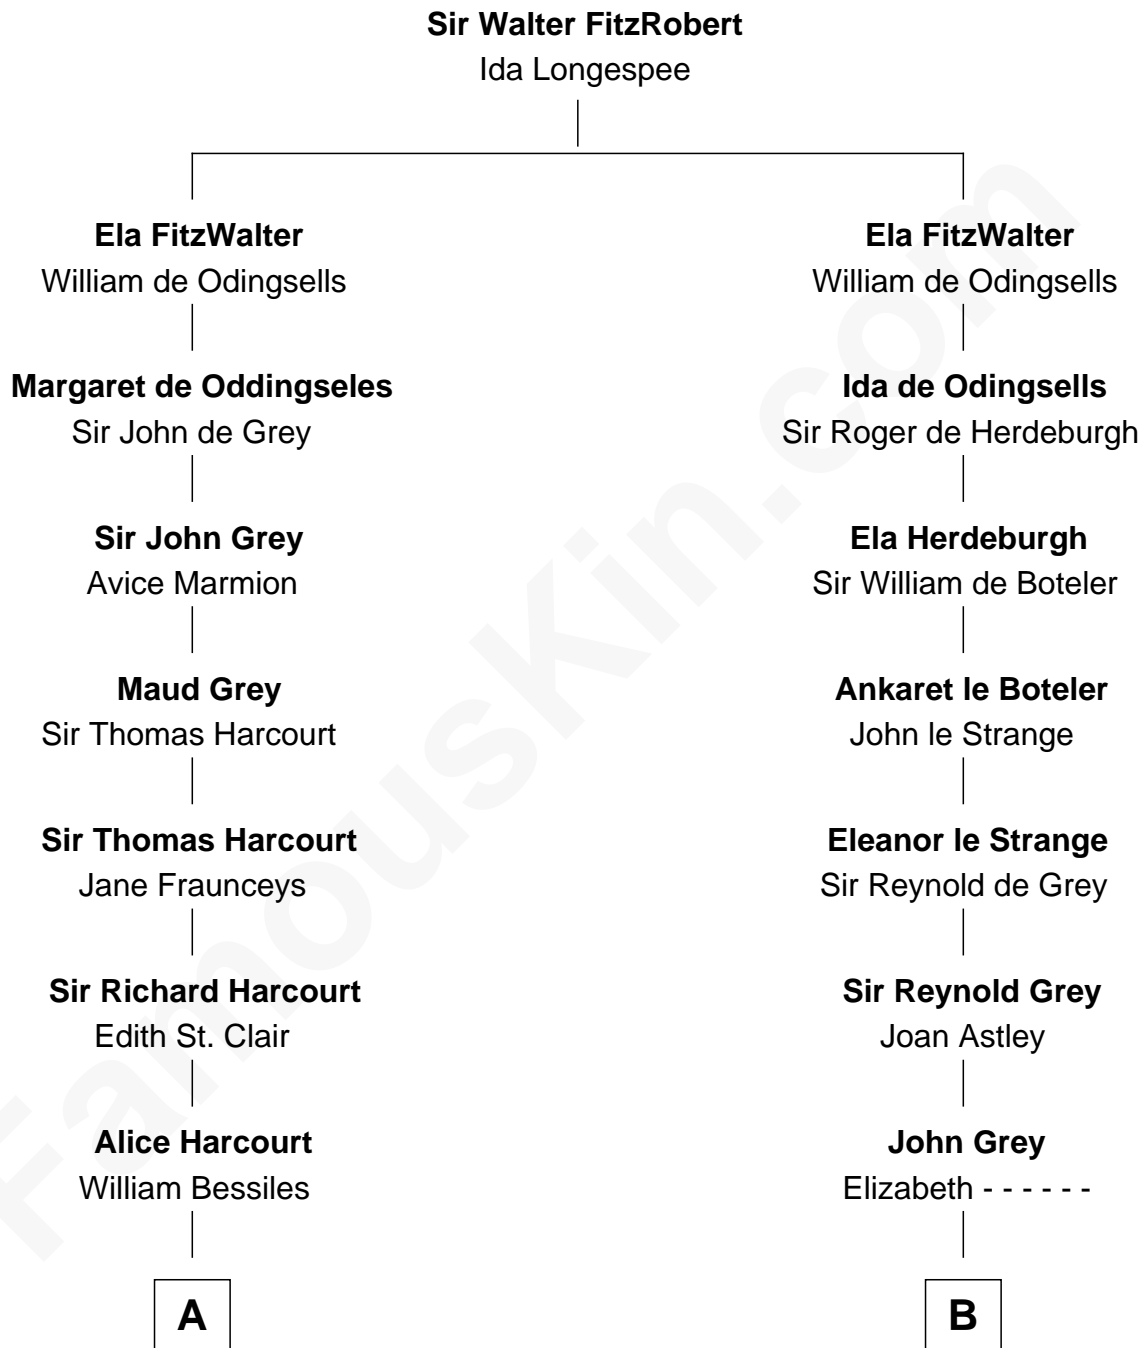 Sir Walter FitzRobert
Ida Longespee
Ela FitzWalter
William de Odingsells
Ela FitzWalter
William de Odingsells
Margaret de Oddingseles
Sir John de Grey
Ida de Odingsells
Sir Roger de Herdeburgh
Sir John Grey
Avice Marmion
Ela Herdeburgh
Sir William de Boteler
Maud Grey
Sir Thomas Harcourt
Ankaret le Boteler
John le Strange
Sir Thomas Harcourt
Jane Fraunceys
Eleanor le Strange
Sir Reynold de Grey
Sir Richard Harcourt
Edith St. Clair
Sir Reynold Grey
Joan Astley
Alice Harcourt
William Bessiles
John Grey
Elizabeth - - - - - -
A
B
FamousKin.com